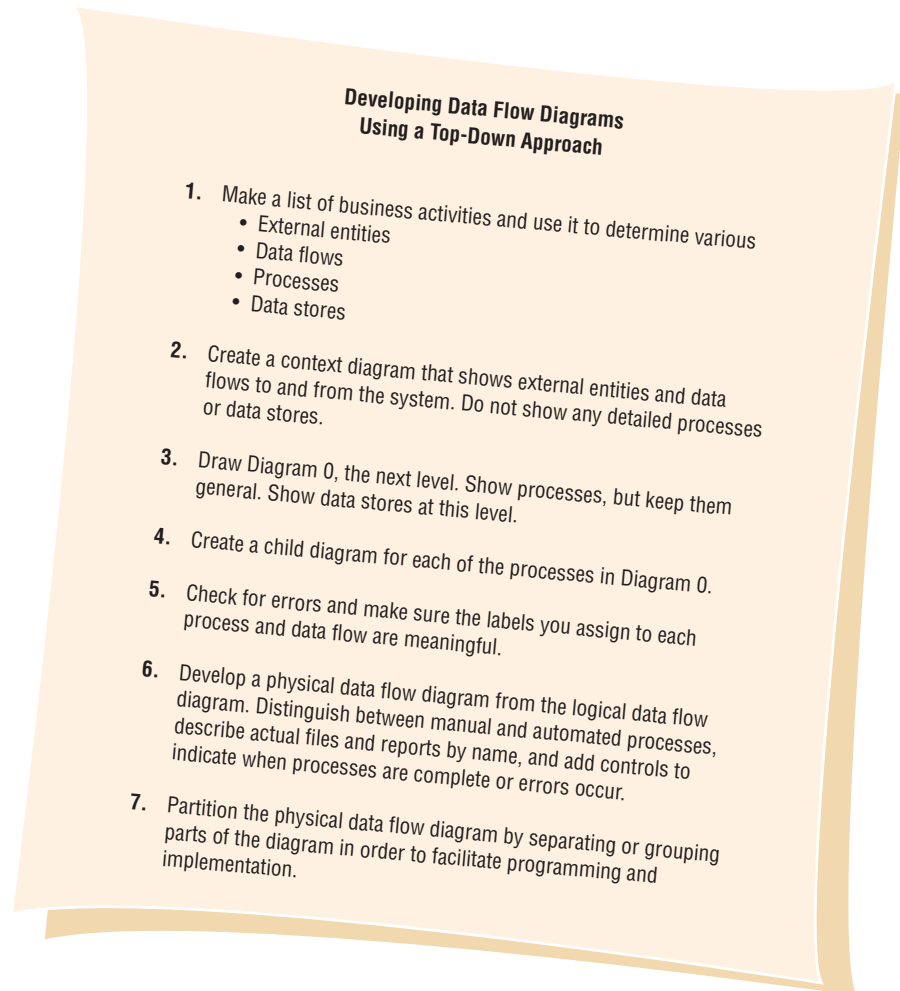 Developing Data Flow Diagrams
Using a Top-Down Approach
1. Make a list of business activities and use it to determine various
• External entities
• Data flows
• Processes
• Data stores
2. Create a context diagram that shows external entities and data
flows to and from the system. Do not show any detailed processes
or data stores.
3. Draw Diagram 0, the next level. Show processes, but keep them
general. Show data stores at this level.
4. Create a child diagram for each of the processes in Diagram 0.
5. Check for errors and make sure the labels you assign to each
process and data flow are meaningful.
6. Develop a physical data flow diagram from the logical data flow
diagram. Distinguish between manual and automated processes,
describe actual files and reports by name, and add controls to
indicate when processes are complete or errors occur.
7. Partition the physical data flow diagram by separating or grouping
parts of the diagram in order to facilitate programming and
implementation.